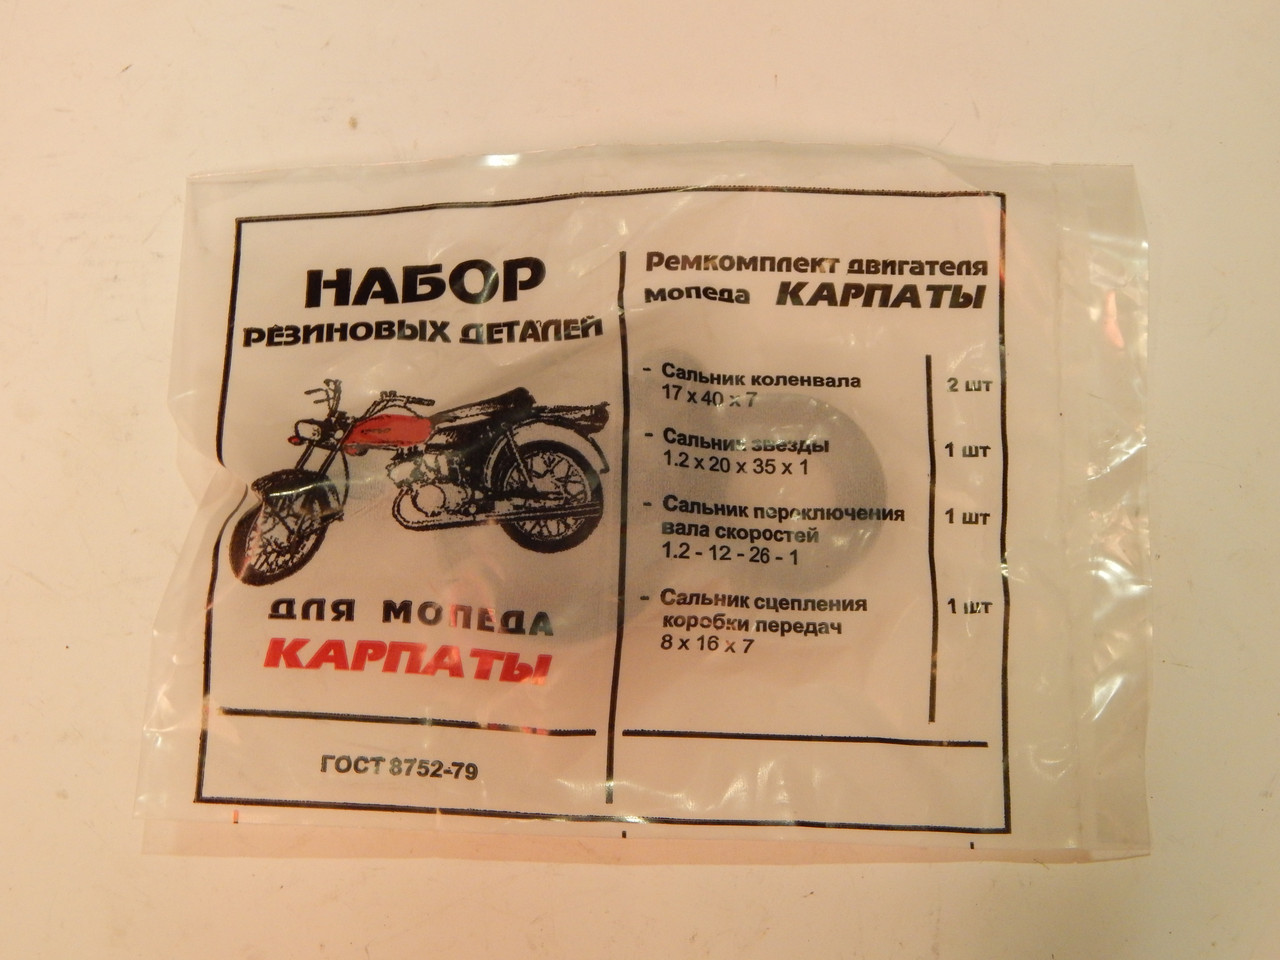 НАБОР
РЕЗИНОВЫХ ДЕТАЛЕЙ
ДЛЯ МОПЕДА
КАРПАТЫ
ГОСТ 8752-79
Ремкомплект двигателя
мопеда КАРПАТЫ
- Сальник коленвала 2 шт
17 х 40 х 7
- Сальник звезды 1 шт
1.2 х 20 х 35 х 1
- Сальник переключения 1 шт
вала скоростей
1.2 - 12 - 26 - 1
- Сальник сцепления 1 шт
коробки передач
8 х 16 х 7